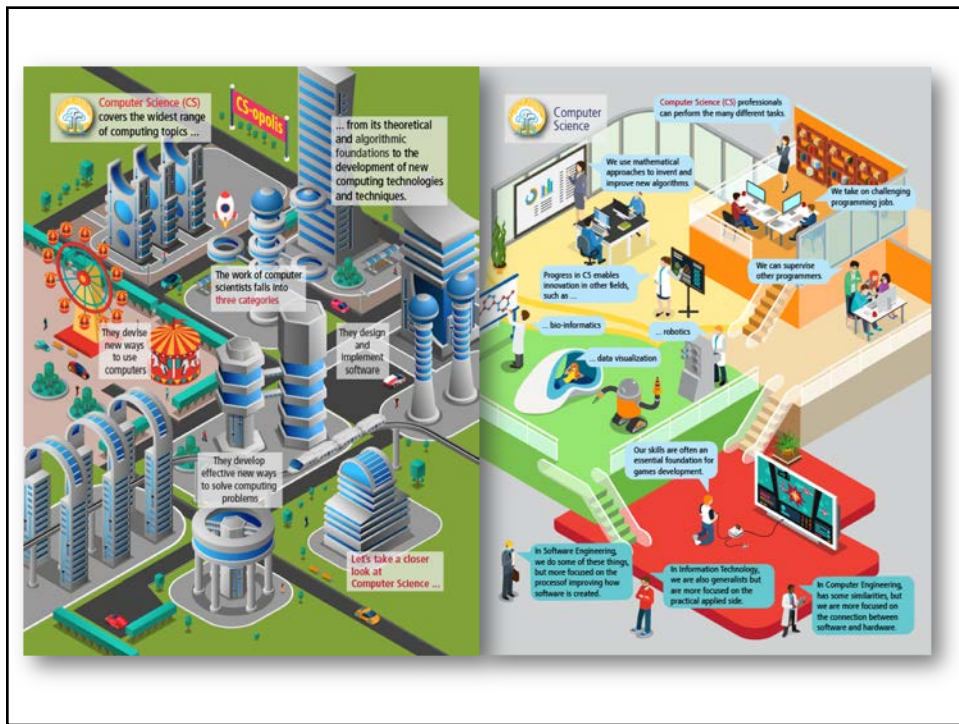 Computer Science (CS)
covers the widest range
of computing topics ...
CS-opolis
... from its theoretical
and algorithmic
foundations to the
development of new
computing technologies
and techniques.
The work of computer
scientists falls into
three categories
They devise
new ways
to use
computers
They design
and
implement
software
They develop
effective new ways
to solve computing
problems
Let's take a closer
look at
Computer Science ...
Computer
Science
Computer Science (CS) professionals
can perform the many different tasks.
We use mathematical
approaches to invent and
improve new algorithms.
We take on challenging
programming jobs.
We can supervise
other programmers.
Progress in CS enables
innovation in other fields,
such as ...
... bio-informatics
... robotics
... data visualization
Our skills are often an
essential foundation for
games development.
In Software Engineering,
we do some of these things,
but more focused on the
processof improving how
software is created.
In Information Technology,
we are also generalists but
are more focused on the
practical applied side.
In Computer Engineering,
has some similarities, but
we are more focused on
the connection between
software and hardware.